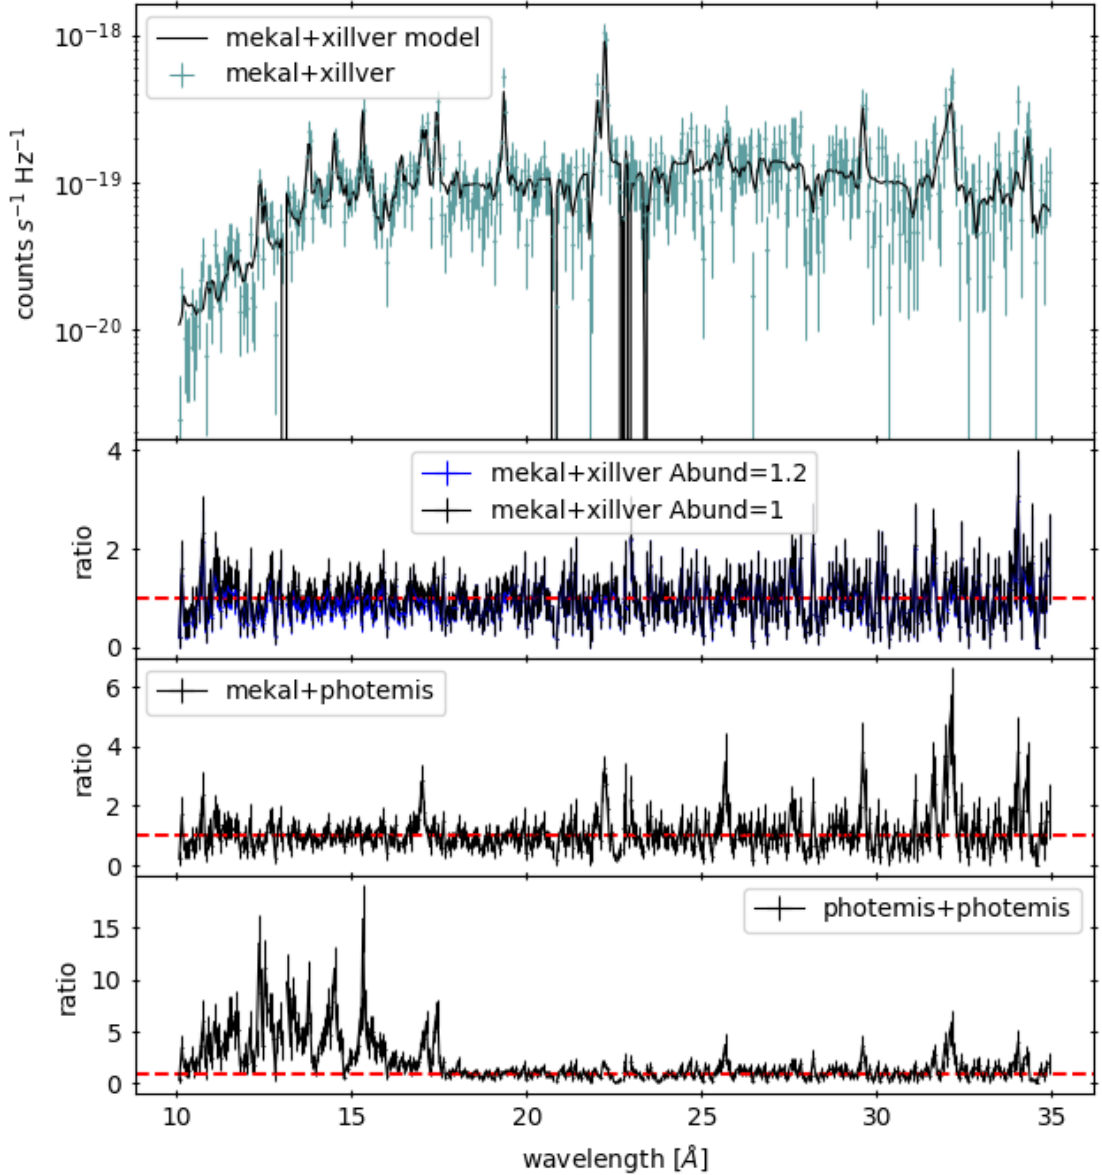 10⁻¹⁸
10⁻¹⁹
10⁻²⁰
counts s⁻¹ Hz⁻¹
mekal+xillver model
mekal+xillver
4
2
0
ratio
mekal+xillver Abund=1.2
mekal+xillver Abund=1
6
4
2
0
ratio
mekal+photemis
15
10
5
0
ratio
photemis+photemis
10 15 20 25 30 35
wavelength [Å]